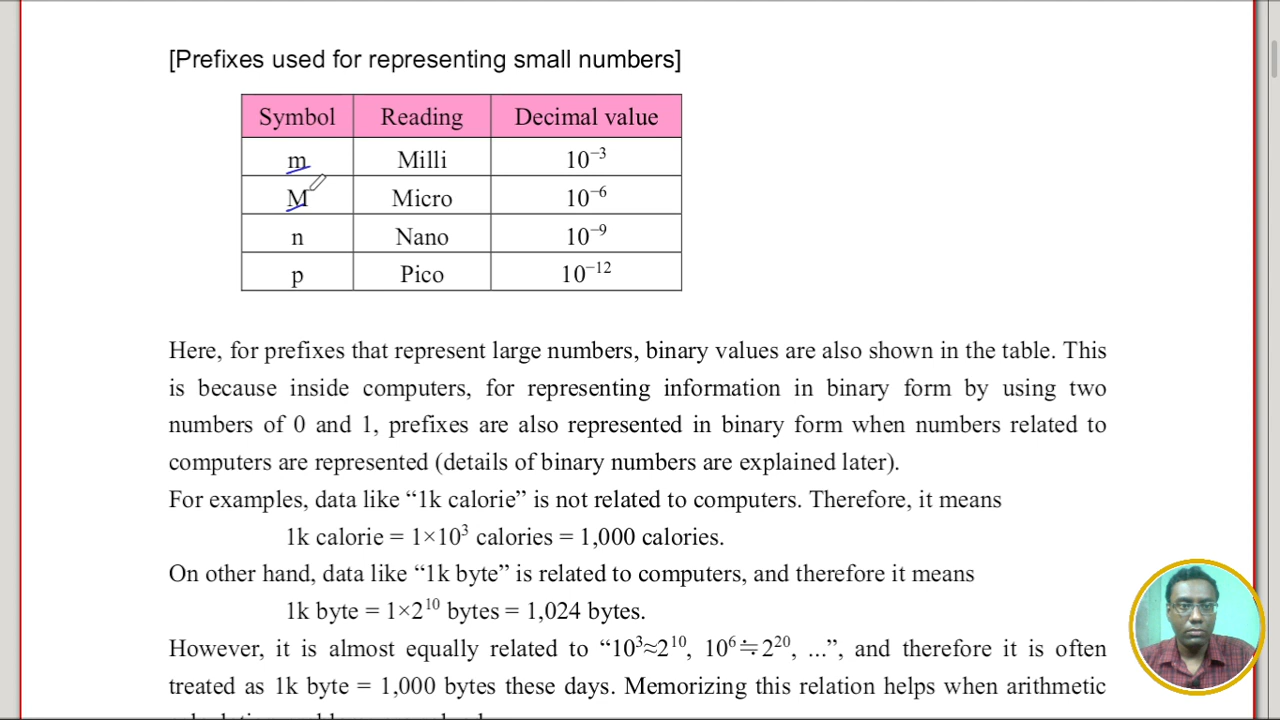 [Prefixes used for representing small numbers]
Symbol Reading Decimal value
m Milli 10⁻³
M Micro 10⁻⁶
n Nano 10⁻⁹
p Pico 10⁻¹²
Here, for prefixes that represent large numbers, binary values are also shown in the table. This
is because inside computers, for representing information in binary form by using two
numbers of 0 and 1, prefixes are also represented in binary form when numbers related to
computers are represented (details of binary numbers are explained later).
For examples, data like “1k calorie” is not related to computers. Therefore, it means
1k calorie = 1×10³ calories = 1,000 calories.
On other hand, data like “1k byte” is related to computers, and therefore it means
1k byte = 1×2¹⁰ bytes = 1,024 bytes.
However, it is almost equally related to “10³≈2¹⁰, 10⁶≒2²⁰, ...”, and therefore it is often
treated as 1k byte = 1,000 bytes these days. Memorizing this relation helps when arithmetic